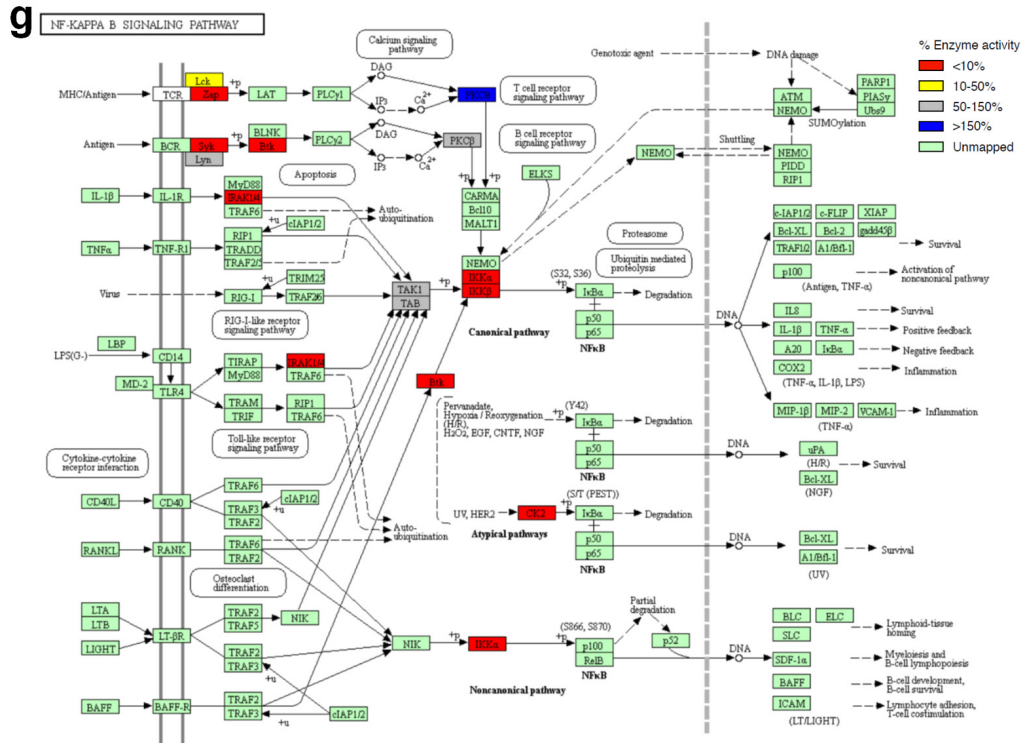 g
NF-KAPPA B SIGNALING PATHWAY
% Enzyme activity
<10%
10-50%
50-150%
>150%
Unmapped
Calcium signaling
pathway
T cell receptor
signaling pathway
B cell receptor
signaling pathway
Genotoxic agent
DNA damage
MHC/Antigen
TCR
Lck
Zap
+p
LAT
PLCγ1
DAG
IP3
Ca2+
ATM
NEMO
PARP1
PIASy
Ubs9
SUMOylation
Antigen
BCR
Syk
Lyn
+p
BLNK
Btk
PLCγ2
DAG
IP3
Ca2+
PKCβ
+p
+p
Shuttling
NEMO
NEMO
PIDD
RIP1
Apoptosis
ELKS
CARMA
Bcl10
MALT1
IL-1β
IL-1R
MyD88
IRAK1/4
TRAF6
Auto-
ubiquitination
TNFα
TNF-R1
RIP1
TRADD
TRAF2/5
+u
cIAP1/2
Proteasome
Ubiquitin mediated
proteolysis
c-IAP1/2
c-FLIP
XIAP
Bcl-XL
Bcl-2
gadd45β
TRAF1/2
A1/Bfl-1
Survival
p100
(Antigen, TNF-α)
Activation of
noncanonical pathway
Virus
RIG-I
+u
TRIM25
TRAF2/6
TAK1
TAB
+p
NEMO
IKKα
IKKβ
(S32, S36)
+p
IκBα
Degradation
p50
p65
NFκB
DNA
Canonical pathway
RIG-I-like receptor
signaling pathway
IL8
Survival
IL-1β
TNF-α
Positive feedback
A20
IκBα
Negative feedback
COX2
Inflammation
(TNF-α, IL-1β, LPS)
LBP
LPS(G-)
CD14
MD-2
TLR4
TIRAP
MyD88
IRAK1/4
TRAF6
TRAM
TRIF
RIP1
TRAF6
Toll-like receptor
signaling pathway
Btk
Pervanadate,
Hypoxia / Reoxygenation
(H/R),
H2O2, EGF, CNTF, NGF
(Y42)
+p
IκBα
Degradation
p50
p65
NFκB
DNA
MIP-1β
MIP-2
VCAM-1
Inflammation
(TNF-α)
uPA
(H/R)
Bcl-XL
(NGF)
Survival
Cytokine-cytokine
receptor interaction
CD40L
CD40
TRAF6
TRAF3
TRAF2
+u
cIAP1/2
UV, HER2
CK2
(S/T (PEST))
+p
IκBα
Degradation
p50
p65
NFκB
DNA
Atypical pathways
Bcl-XL
A1/Bfl-1
(UV)
Survival
RANKL
RANK
TRAF6
TRAF2
Auto-
ubiquitination
Osteoclast
differentiation
LTA
LTB
LIGHT
LT-βR
TRAF2
TRAF5
NIK
TRAF2
TRAF3
+u
NIK
+p
IKKα
(S866, S870)
+p
p100
RelB
NFκB
Partial
degradation
p52
DNA
Noncanonical pathway
BLC
ELC
SLC
Lymphoid-tissue
homing
SDF-1α
Myeloiesis and
B-cell lymphopoiesis
BAFF
B-cell development,
B-cell survival
ICAM
(LT/LIGHT)
Lymphocyte adhesion,
T-cell costimulation
BAFF
BAFF-R
TRAF2
TRAF3
+u
cIAP1/2